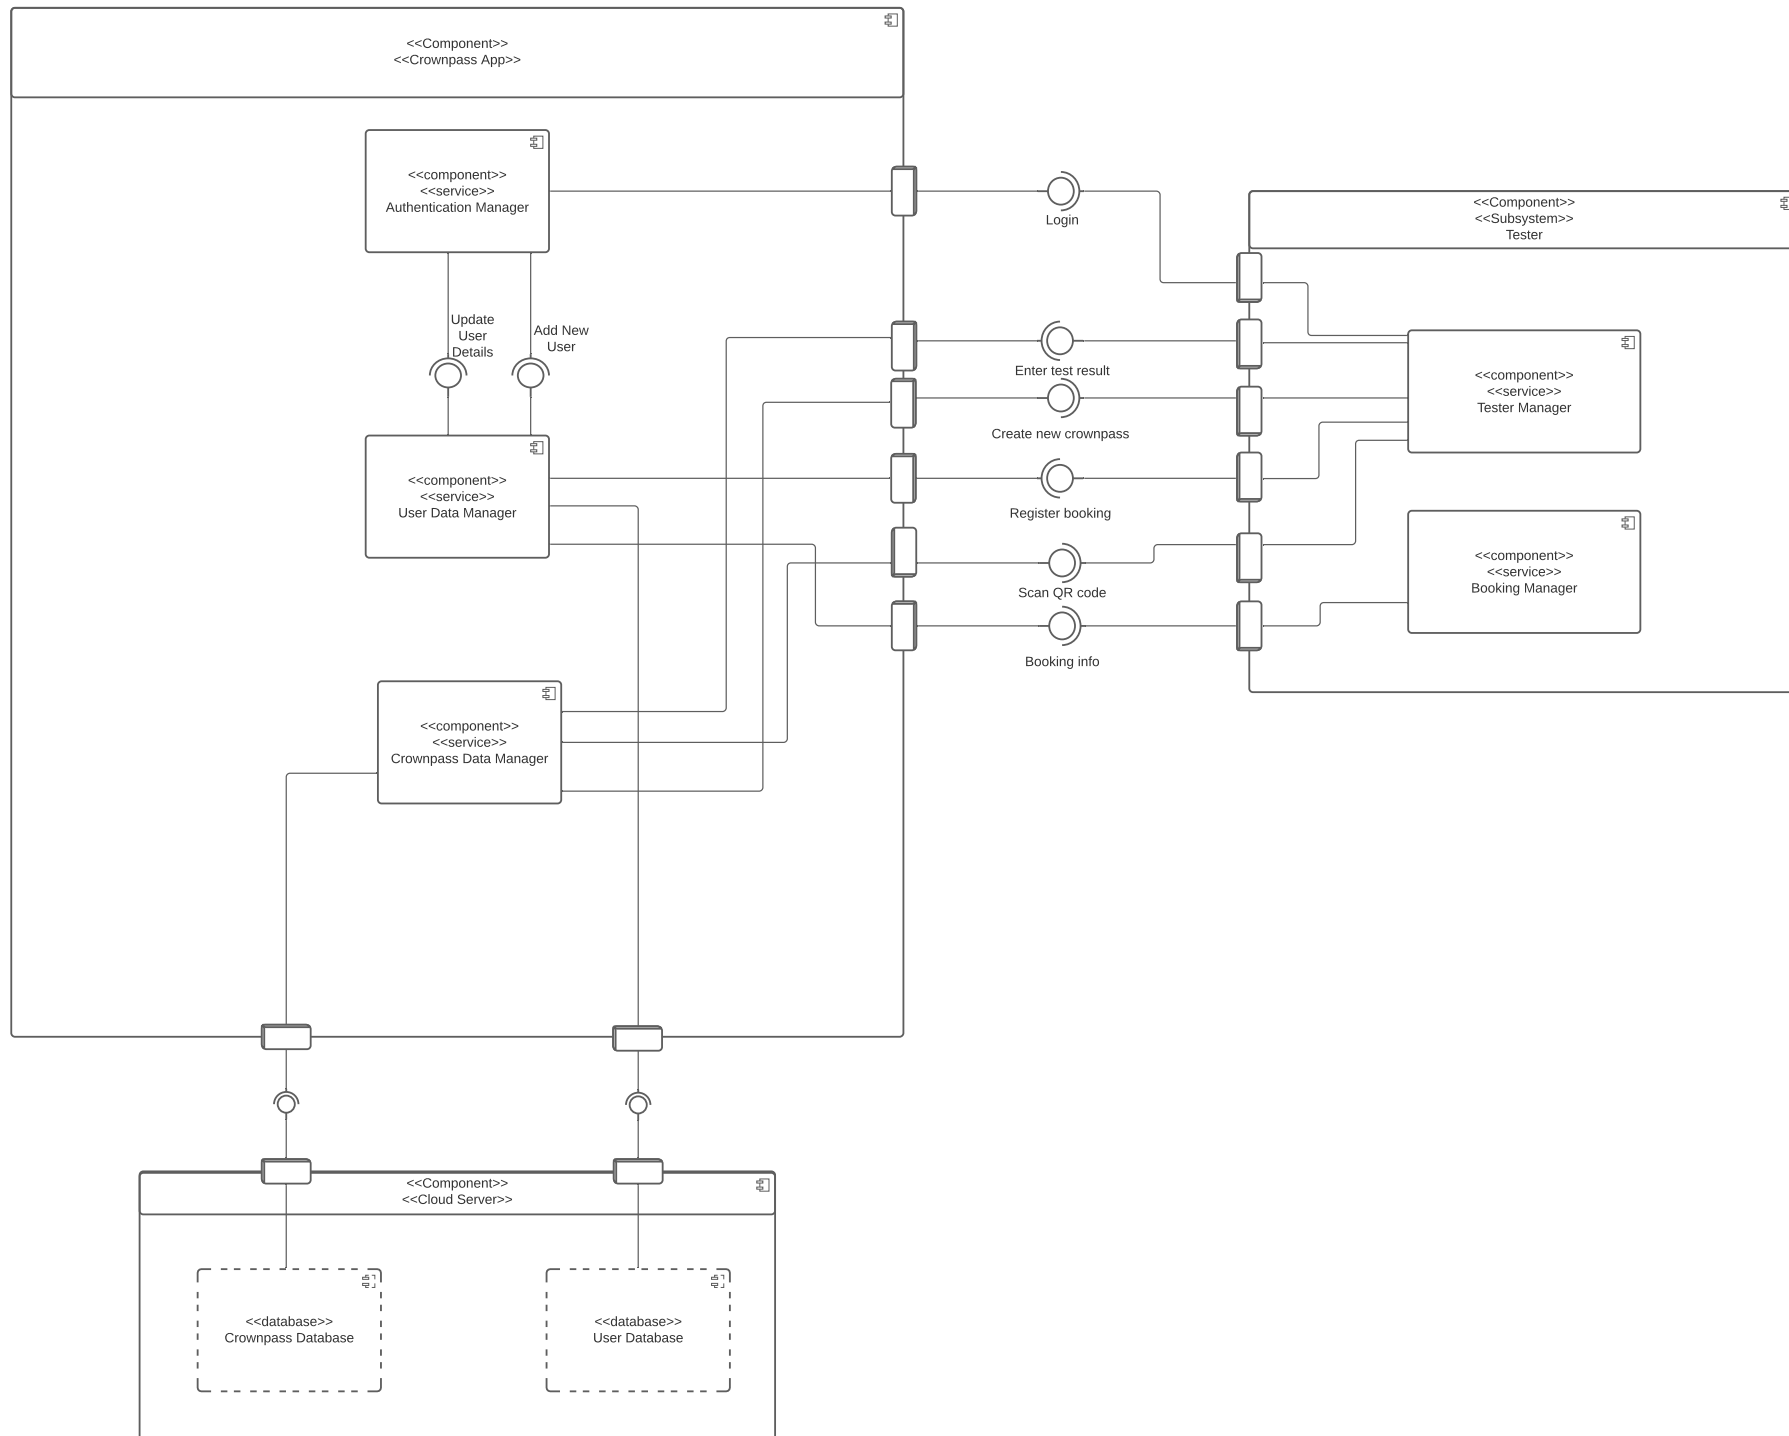 <<Component>>
<<Crownpass App>>
<<component>>
<<service>>
Authentication Manager
Login
<<Component>>
<<Subsystem>>
Tester
Update
User
Details
Add New
User
Enter test result
<<component>>
<<service>>
Tester Manager
Create new crownpass
<<component>>
<<service>>
User Data Manager
Register booking
<<component>>
<<service>>
Booking Manager
Scan QR code
Booking info
<<component>>
<<service>>
Crownpass Data Manager
<<Component>>
<<Cloud Server>>
<<database>>
Crownpass Database
<<database>>
User Database